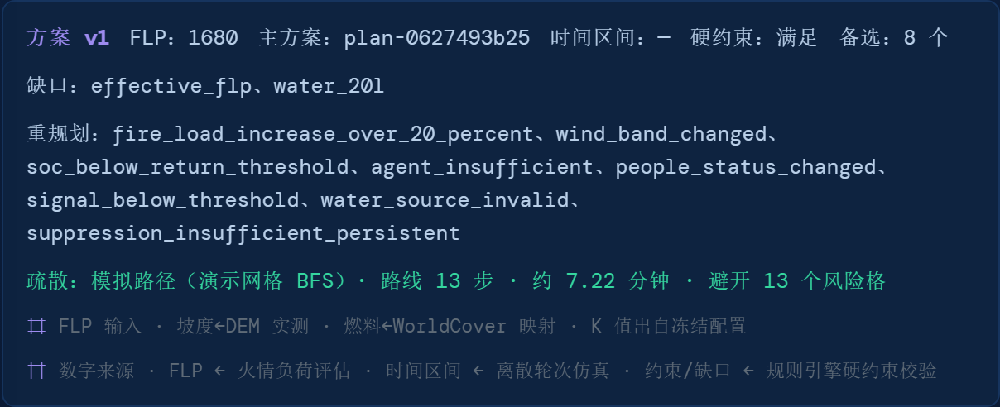 方案 v1 FLP: 1680 主方案: plan-0627493b25 时间区间: — 硬约束: 满足 备选: 8 个
缺口: effective_flp、water_20l
重规划: fire_load_increase_over_20_percent、wind_band_changed、
soc_below_return_threshold、agent_insufficient、people_status_changed、
signal_below_threshold、water_source_invalid、
suppression_insufficient_persistent
疏散: 模拟路径（演示网格 BFS）· 路线 13 步 · 约 7.22 分钟 · 避开 13 个风险格
# FLP 输入 · 坡度←DEM 实测 · 燃料←WorldCover 映射 · K 值出自冻结配置
# 数字来源 · FLP ← 火情负荷评估 · 时间区间 ← 离散轮次仿真 · 约束/缺口 ← 规则引擎硬约束校验